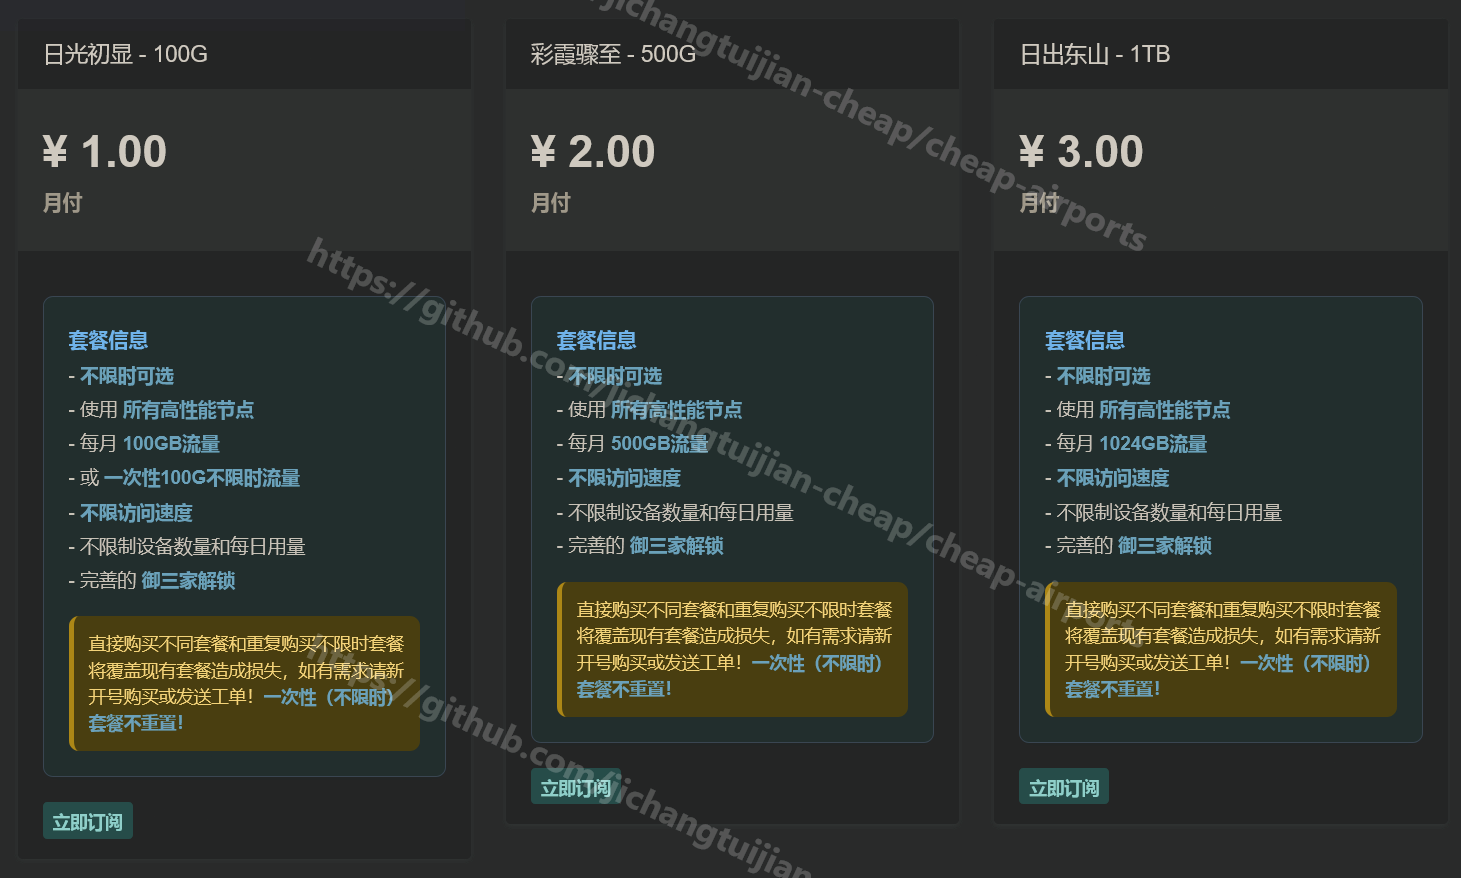 日光初显 - 100G
¥ 1.00
月付
套餐信息
- 不限时可选
- 使用 所有高性能节点
- 每月 100GB流量
- 或 一次性100G不限时流量
- 不限访问速度
- 不限制设备数量和每日用量
- 完善的 御三家解锁
直接购买不同套餐和重复购买不限时套餐
将覆盖现有套餐造成损失，如有需求请新
开号购买或发送工单！一次性（不限时）
套餐不重置！
立即订阅
彩霞骤至 - 500G
¥ 2.00
月付
套餐信息
- 不限时可选
- 使用 所有高性能节点
- 每月 500GB流量
- 不限访问速度
- 不限制设备数量和每日用量
- 完善的 御三家解锁
直接购买不同套餐和重复购买不限时套餐
将覆盖现有套餐造成损失，如有需求请新
开号购买或发送工单！一次性（不限时）
套餐不重置！
立即订阅
日出东山 - 1TB
¥ 3.00
月付
套餐信息
- 不限时可选
- 使用 所有高性能节点
- 每月 1024GB流量
- 不限访问速度
- 不限制设备数量和每日用量
- 完善的 御三家解锁
直接购买不同套餐和重复购买不限时套餐
将覆盖现有套餐造成损失，如有需求请新
开号购买或发送工单！一次性（不限时）
套餐不重置！
立即订阅
jichangtuijian-cheap/cheap-airports
https://github.com/jichangtuijian-cheap/cheap-airports
https://github.com/jichangtuijian